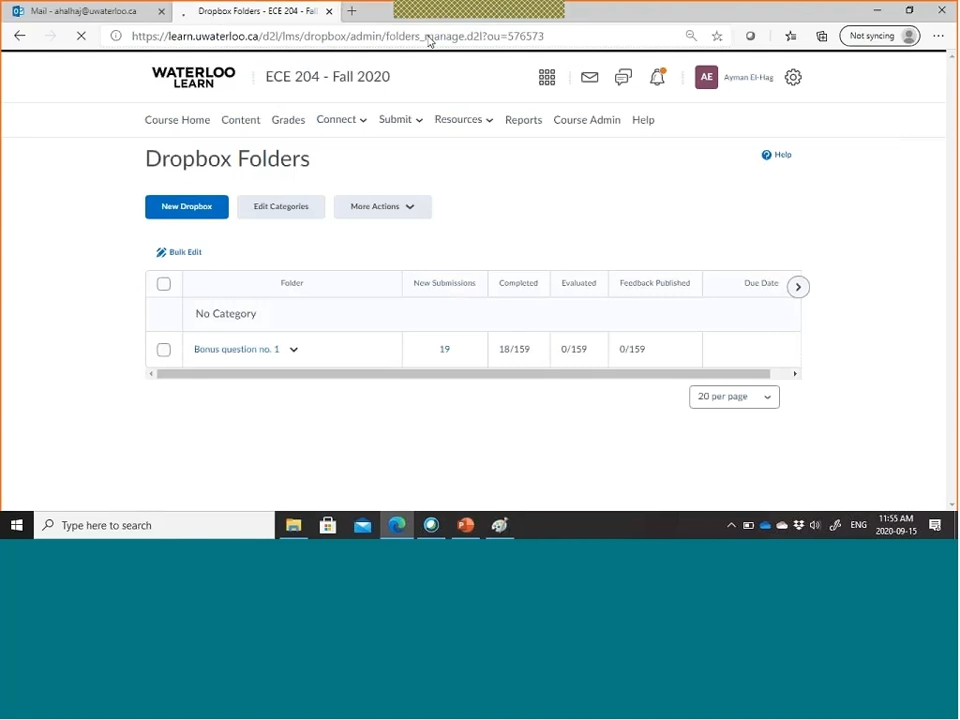 Mail - ahalhaj@uwaterloo.ca
Dropbox Folders - ECE 204 - Fall
https://learn.uwaterloo.ca/d2l/lms/dropbox/admin/folders_manage.d2l?ou=576573
Not syncing
WATERLOO
LEARN
ECE 204 - Fall 2020
AE
Ayman El-Hag
Course Home
Content
Grades
Connect
Submit
Resources
Reports
Course Admin
Help
Dropbox Folders
Help
New Dropbox
Edit Categories
More Actions
Bulk Edit
Folder
New Submissions
Completed
Evaluated
Feedback Published
Due Date
No Category
Bonus question no. 1
19
18/159
0/159
0/159
20 per page
Type here to search
ENG
11:55 AM
2020-09-15